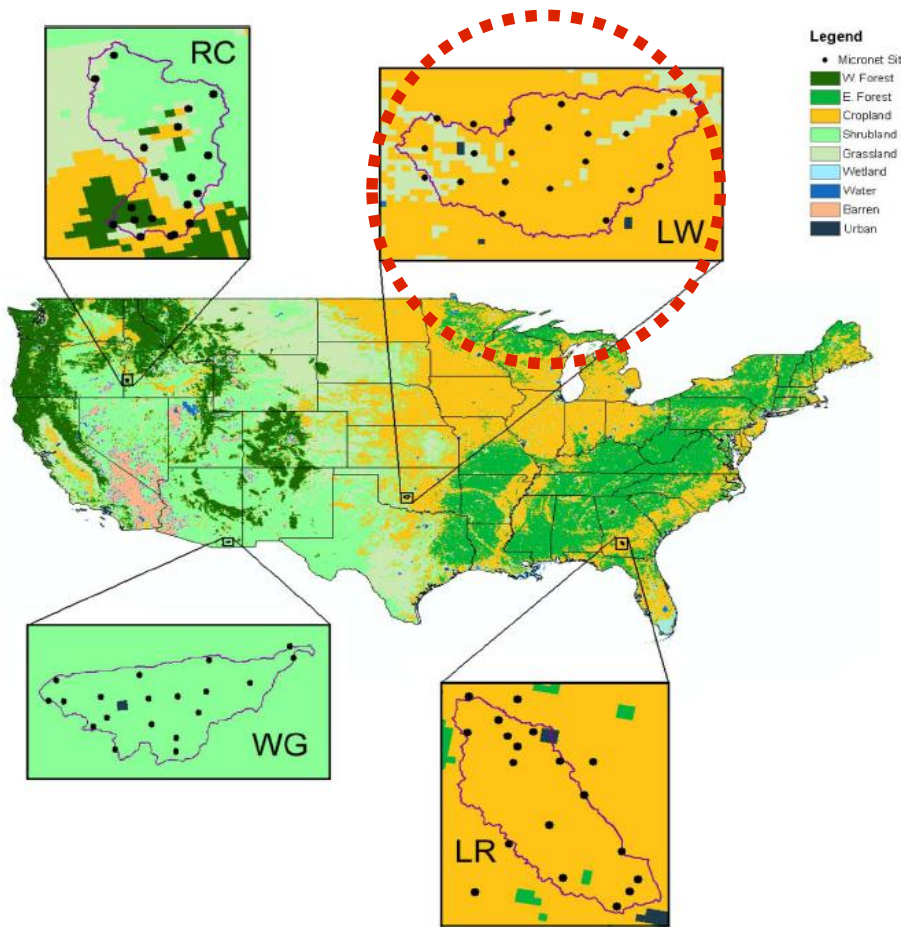 RC
LW
Legend
Micronet Sit
W. Forest
E. Forest
Cropland
Shrubland
Grassland
Wetland
Water
Barren
Urban
WG
LR